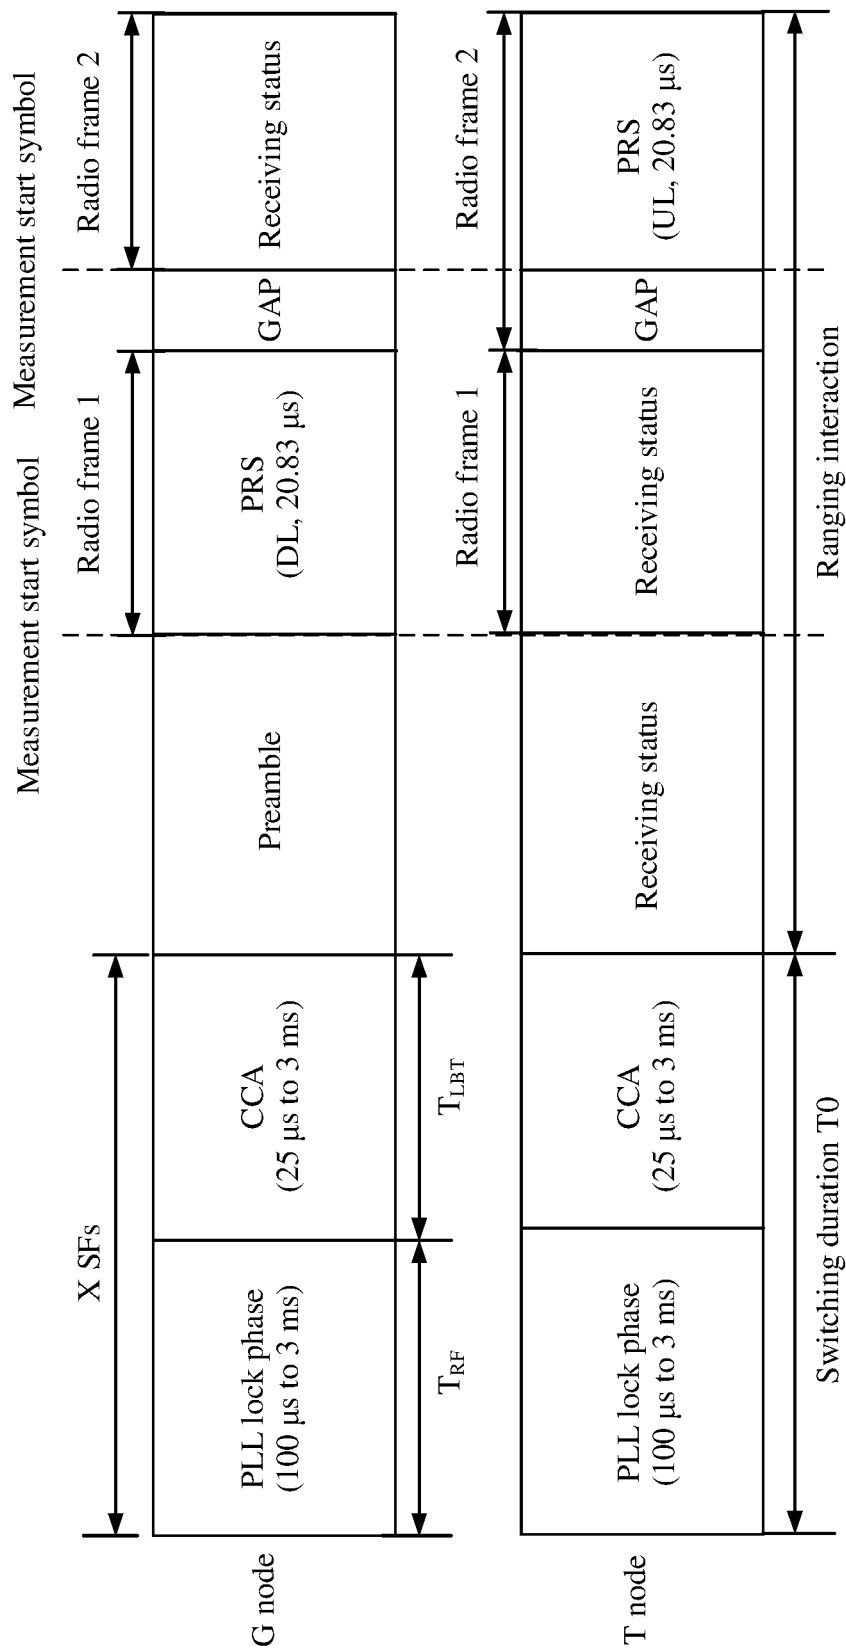 Measurement start symbol
Measurement start symbol
X SFs
Radio frame 1
Radio frame 2
G node
PLL lock phase
(100 μs to 3 ms)
CCA
(25 μs to 3 ms)
Preamble
PRS
(DL, 20.83 μs)
GAP
Receiving status
T_RF
T_LBT
Radio frame 1
Radio frame 2
T node
PLL lock phase
(100 μs to 3 ms)
CCA
(25 μs to 3 ms)
Receiving status
Receiving status
GAP
PRS
(UL, 20.83 μs)
Switching duration T0
Ranging interaction